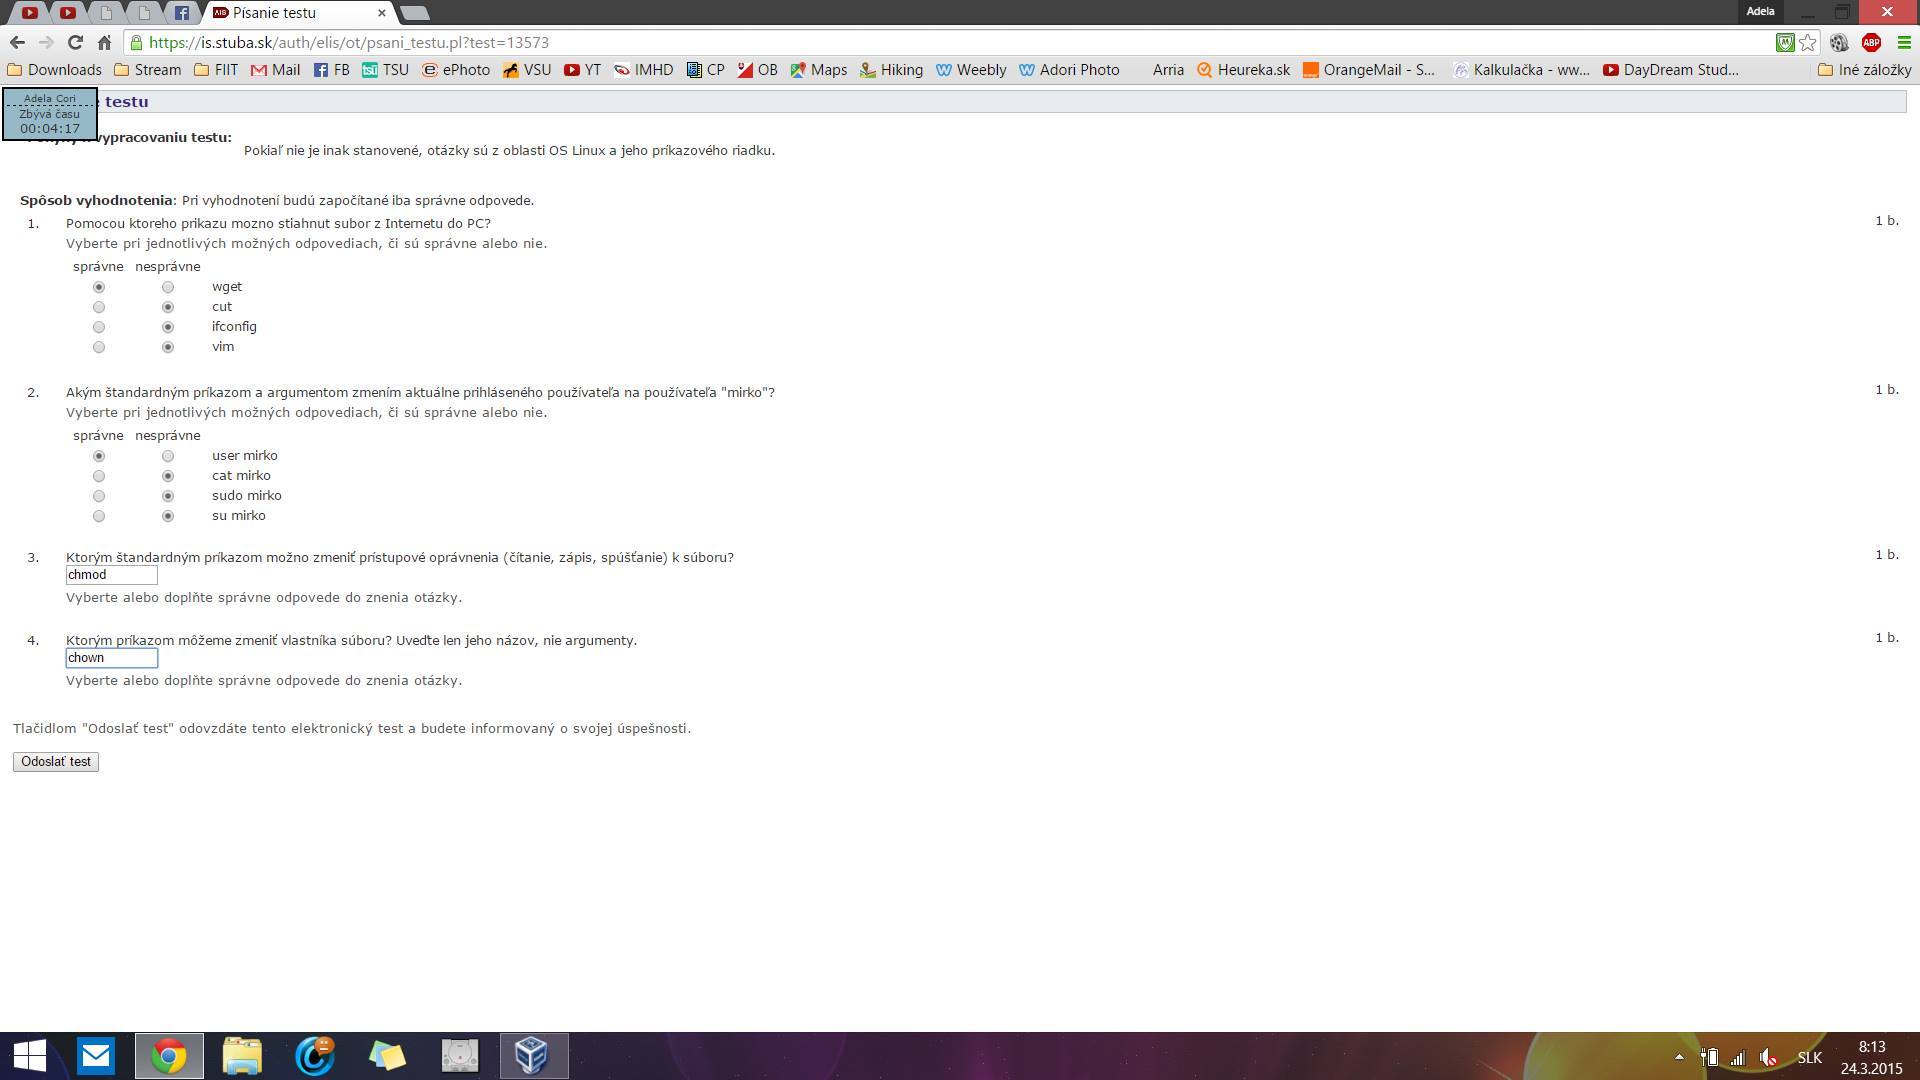 Písanie testu
Adela
https://is.stuba.sk/auth/elis/ot/psani_testu.pl?test=13573
ABP
Downloads Stream FIIT Mail FB TSU ePhoto VSU YT IMHD CP OB Maps Hiking Weebly Adori Photo Arria Heureka.sk OrangeMail - S... Kalkulačka - ww... DayDream Stud... Iné záložky
Adela Cori
Zbývá času
00:04:17
testu
vypracovaniu testu:
Pokiaľ nie je inak stanovené, otázky sú z oblasti OS Linux a jeho príkazového riadku.
Spôsob vyhodnotenia: Pri vyhodnotení budú započítané iba správne odpovede.
1. Pomocou ktoreho prikazu mozno stiahnut subor z Internetu do PC? 1 b.
Vyberte pri jednotlivých možných odpovediach, či sú správne alebo nie.
správne nesprávne
wget
cut
ifconfig
vim
2. Akým štandardným príkazom a argumentom zmením aktuálne prihláseného používateľa na používateľa "mirko"? 1 b.
Vyberte pri jednotlivých možných odpovediach, či sú správne alebo nie.
správne nesprávne
user mirko
cat mirko
sudo mirko
su mirko
3. Ktorým štandardným príkazom možno zmeniť prístupové oprávnenia (čítanie, zápis, spúšťanie) k súboru? 1 b.
chmod
Vyberte alebo doplňte správne odpovede do znenia otázky.
4. Ktorým príkazom môžeme zmeniť vlastníka súboru? Uveďte len jeho názov, nie argumenty. 1 b.
chown
Vyberte alebo doplňte správne odpovede do znenia otázky.
Tlačidlom "Odoslať test" odovzdáte tento elektronický test a budete informovaný o svojej úspešnosti.
Odoslať test
SLK
8:13
24.3.2015